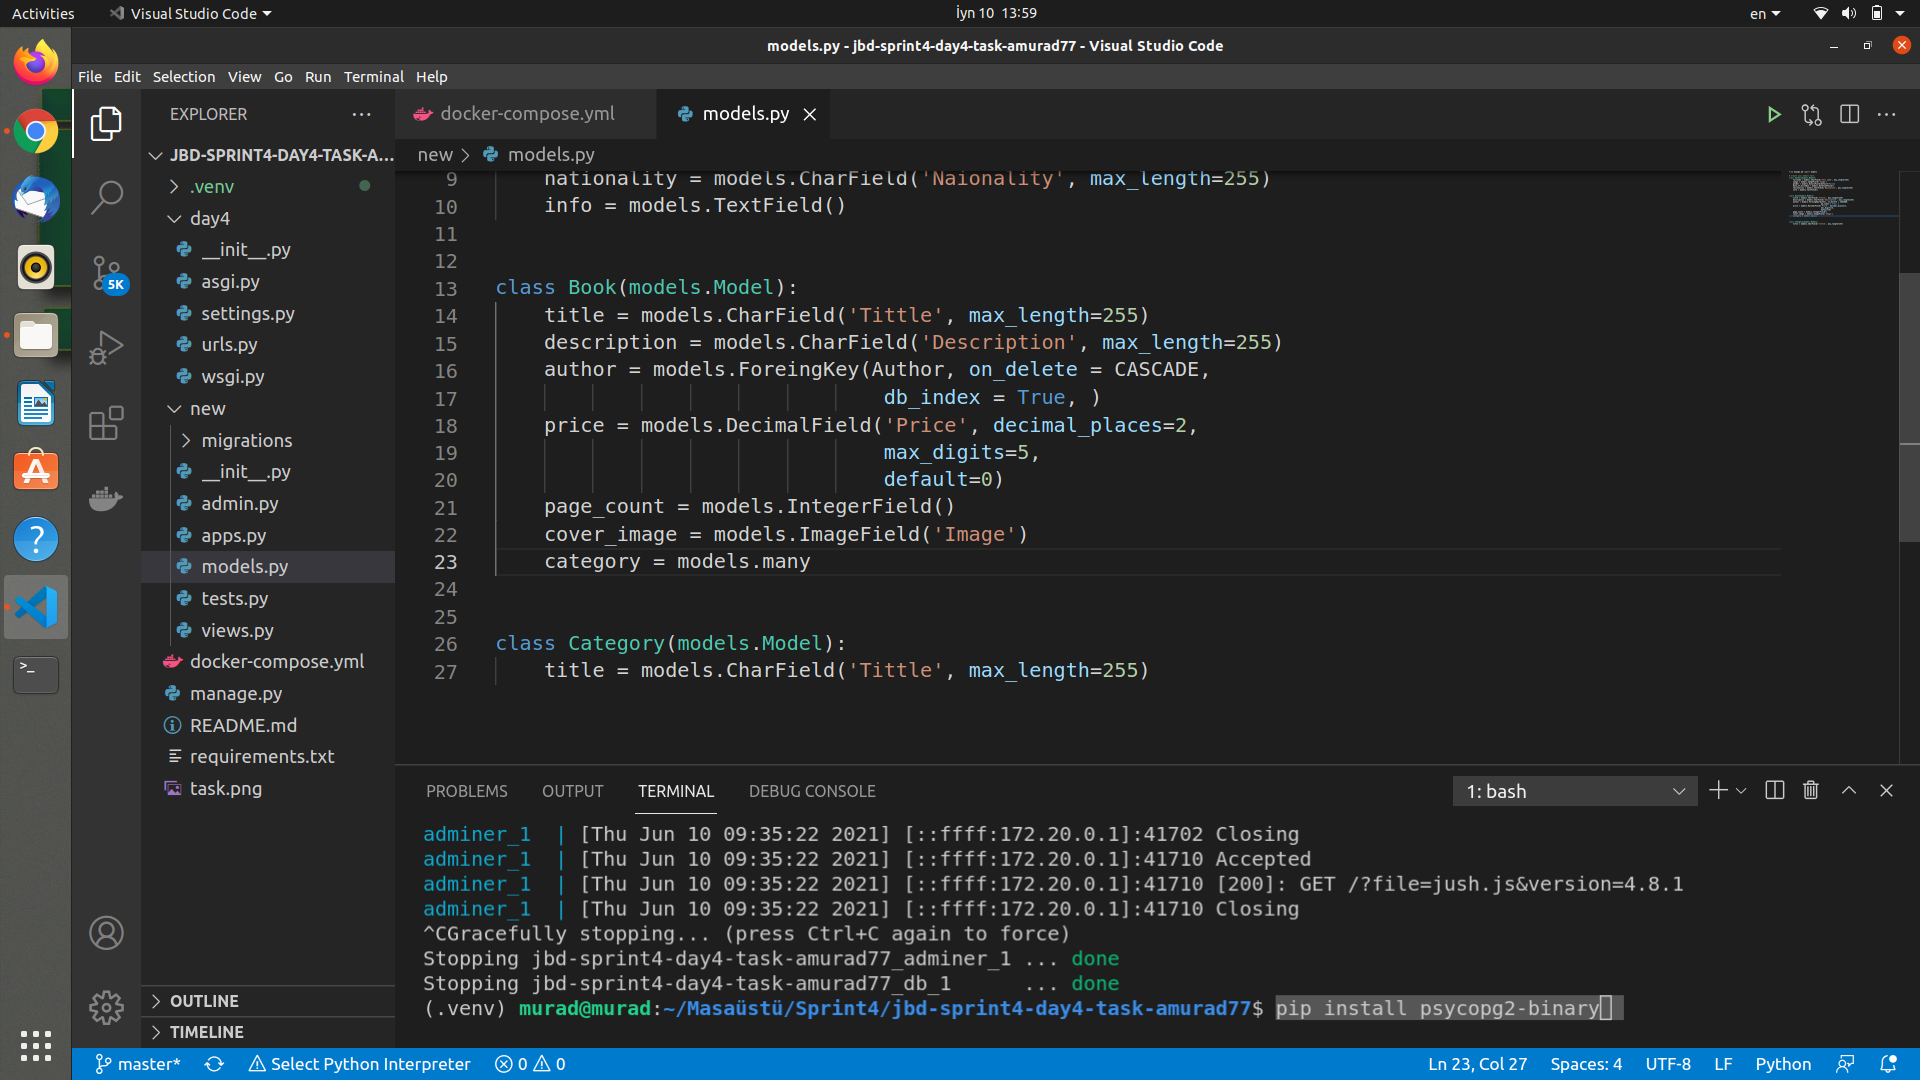 Activities Visual Studio Code İyn 10 13:59 en
models.py - jbd-sprint4-day4-task-amurad77 - Visual Studio Code
File Edit Selection View Go Run Terminal Help
EXPLORER
docker-compose.yml
models.py
JBD-SPRINT4-DAY4-TASK-A...
new > models.py
.venv
day4
__init__.py
asgi.py
settings.py
urls.py
wsgi.py
new
migrations
__init__.py
admin.py
apps.py
models.py
tests.py
views.py
docker-compose.yml
manage.py
README.md
requirements.txt
task.png
OUTLINE
TIMELINE
5K
9 nationality = models.CharField('Naionality', max_length=255)
10 info = models.TextField()
11
12
13 class Book(models.Model):
14 title = models.CharField('Tittle', max_length=255)
15 description = models.CharField('Description', max_length=255)
16 author = models.ForeingKey(Author, on_delete = CASCADE,
17 db_index = True, )
18 price = models.DecimalField('Price', decimal_places=2,
19 max_digits=5,
20 default=0)
21 page_count = models.IntegerField()
22 cover_image = models.ImageField('Image')
23 category = models.many
24
25
26 class Category(models.Model):
27 title = models.CharField('Tittle', max_length=255)
PROBLEMS OUTPUT TERMINAL DEBUG CONSOLE 1: bash
adminer_1 | [Thu Jun 10 09:35:22 2021] [::ffff:172.20.0.1]:41702 Closing
adminer_1 | [Thu Jun 10 09:35:22 2021] [::ffff:172.20.0.1]:41710 Accepted
adminer_1 | [Thu Jun 10 09:35:22 2021] [::ffff:172.20.0.1]:41710 [200]: GET /?file=jush.js&version=4.8.1
adminer_1 | [Thu Jun 10 09:35:22 2021] [::ffff:172.20.0.1]:41710 Closing
^CGracefully stopping... (press Ctrl+C again to force)
Stopping jbd-sprint4-day4-task-amurad77_adminer_1 ... done
Stopping jbd-sprint4-day4-task-amurad77_db_1 ... done
(.venv) murad@murad:~/Masaüstü/Sprint4/jbd-sprint4-day4-task-amurad77$ pip install psycopg2-binary
master* Select Python Interpreter 0 0 Ln 23, Col 27 Spaces: 4 UTF-8 LF Python